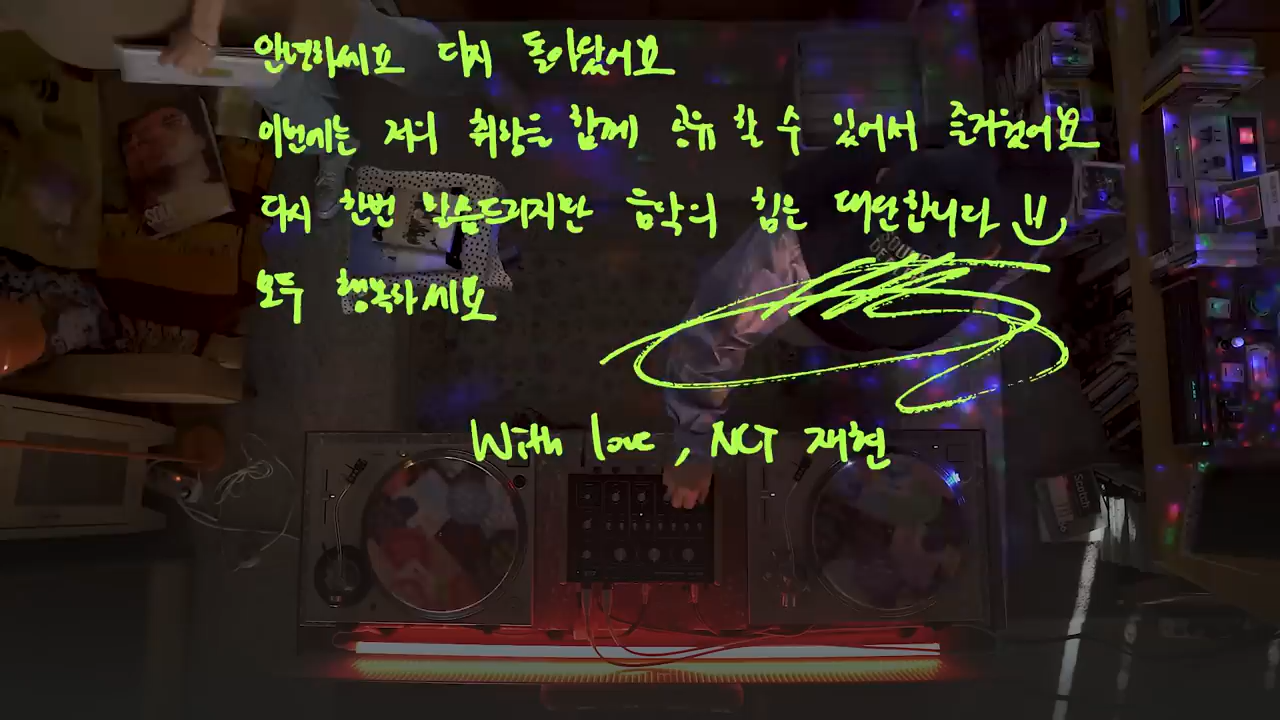 안녕하세요 다시 돌아왔어요
이번에는 저의 취향을 함께 공유 할 수 있어서 즐거웠어요
다시 한번 말씀드리지만 음악의 힘은 대단합니다
모두 행복하세요
With love, NCT 재현
Scotch